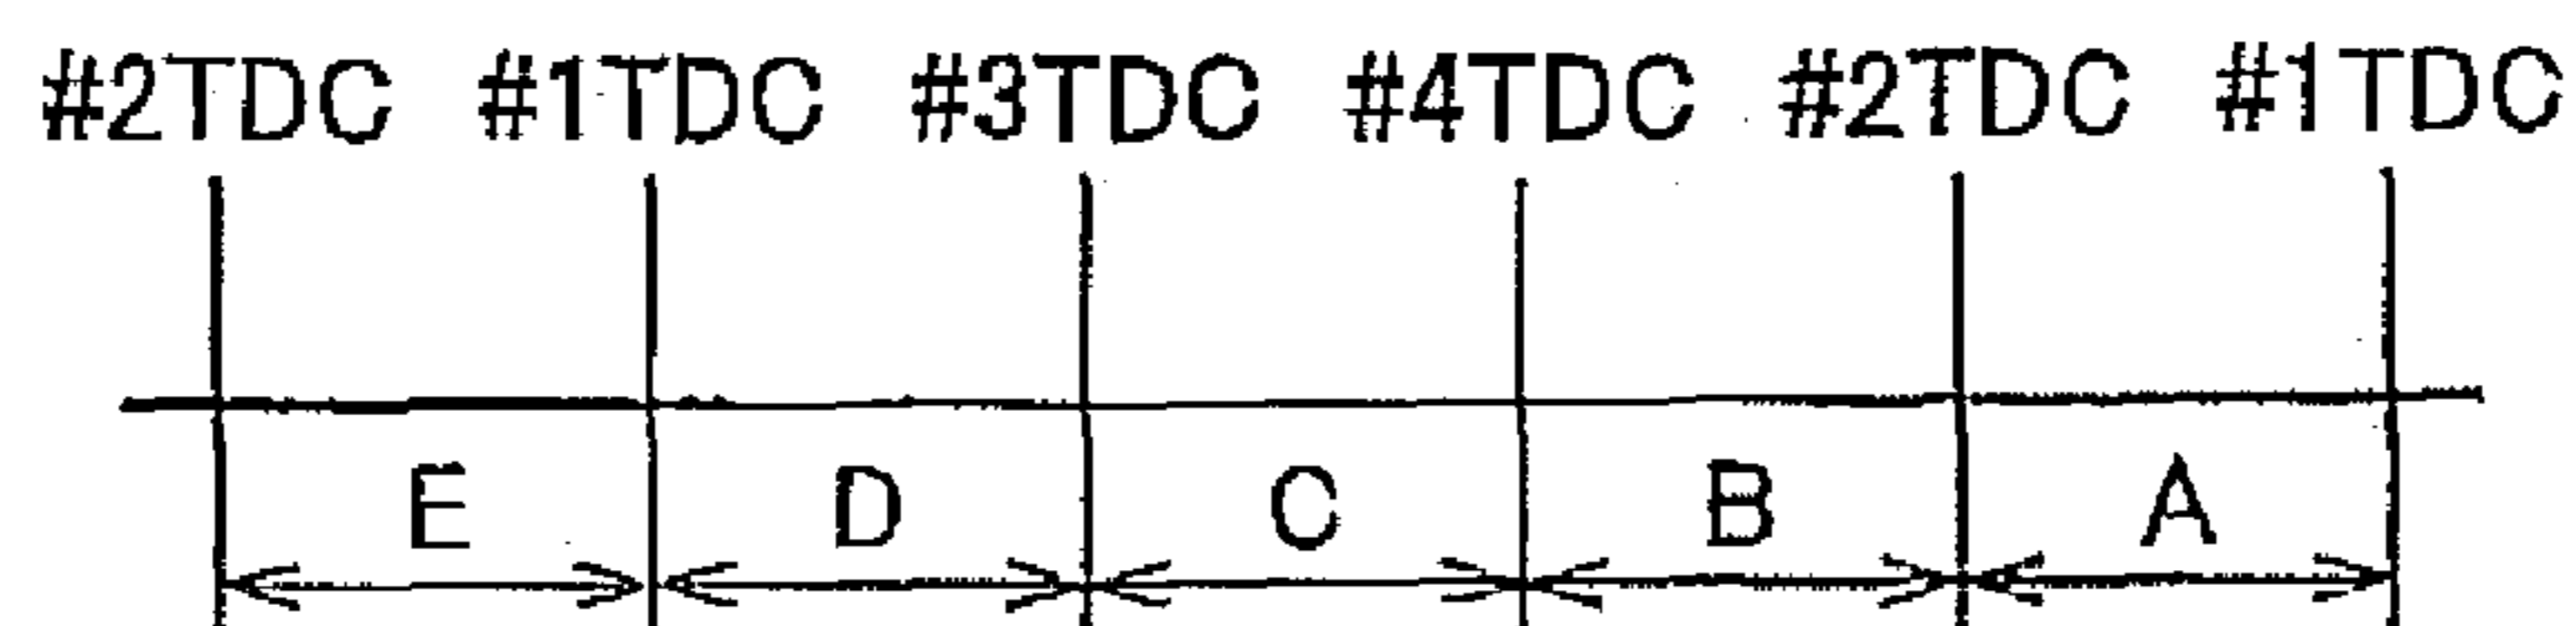 #2TDC #1TDC #3TDC #4TDC #2TDC #1TDC
E D C B A